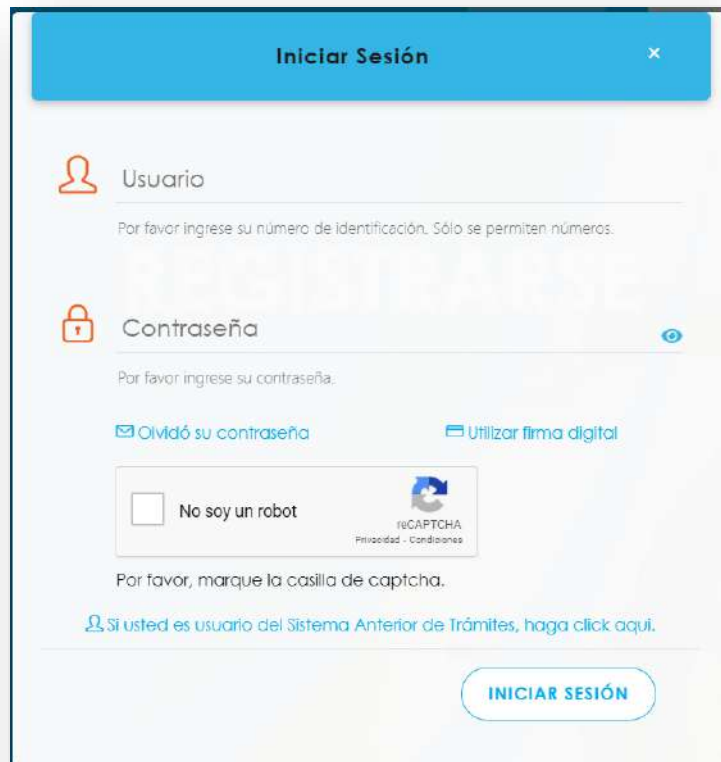 Iniciar Sesión ×
Usuario
Por favor ingrese su número de identificación. Sólo se permiten números.
REGISTRARSE
Contraseña
Por favor ingrese su contraseña.
Olvidó su contraseña Utilizar firma digital
No soy un robot
reCAPTCHA
Privacidad - Condiciones
Por favor, marque la casilla de captcha.
Si usted es usuario del Sistema Anterior de Trámites, haga click aqui.
INICIAR SESIÓN